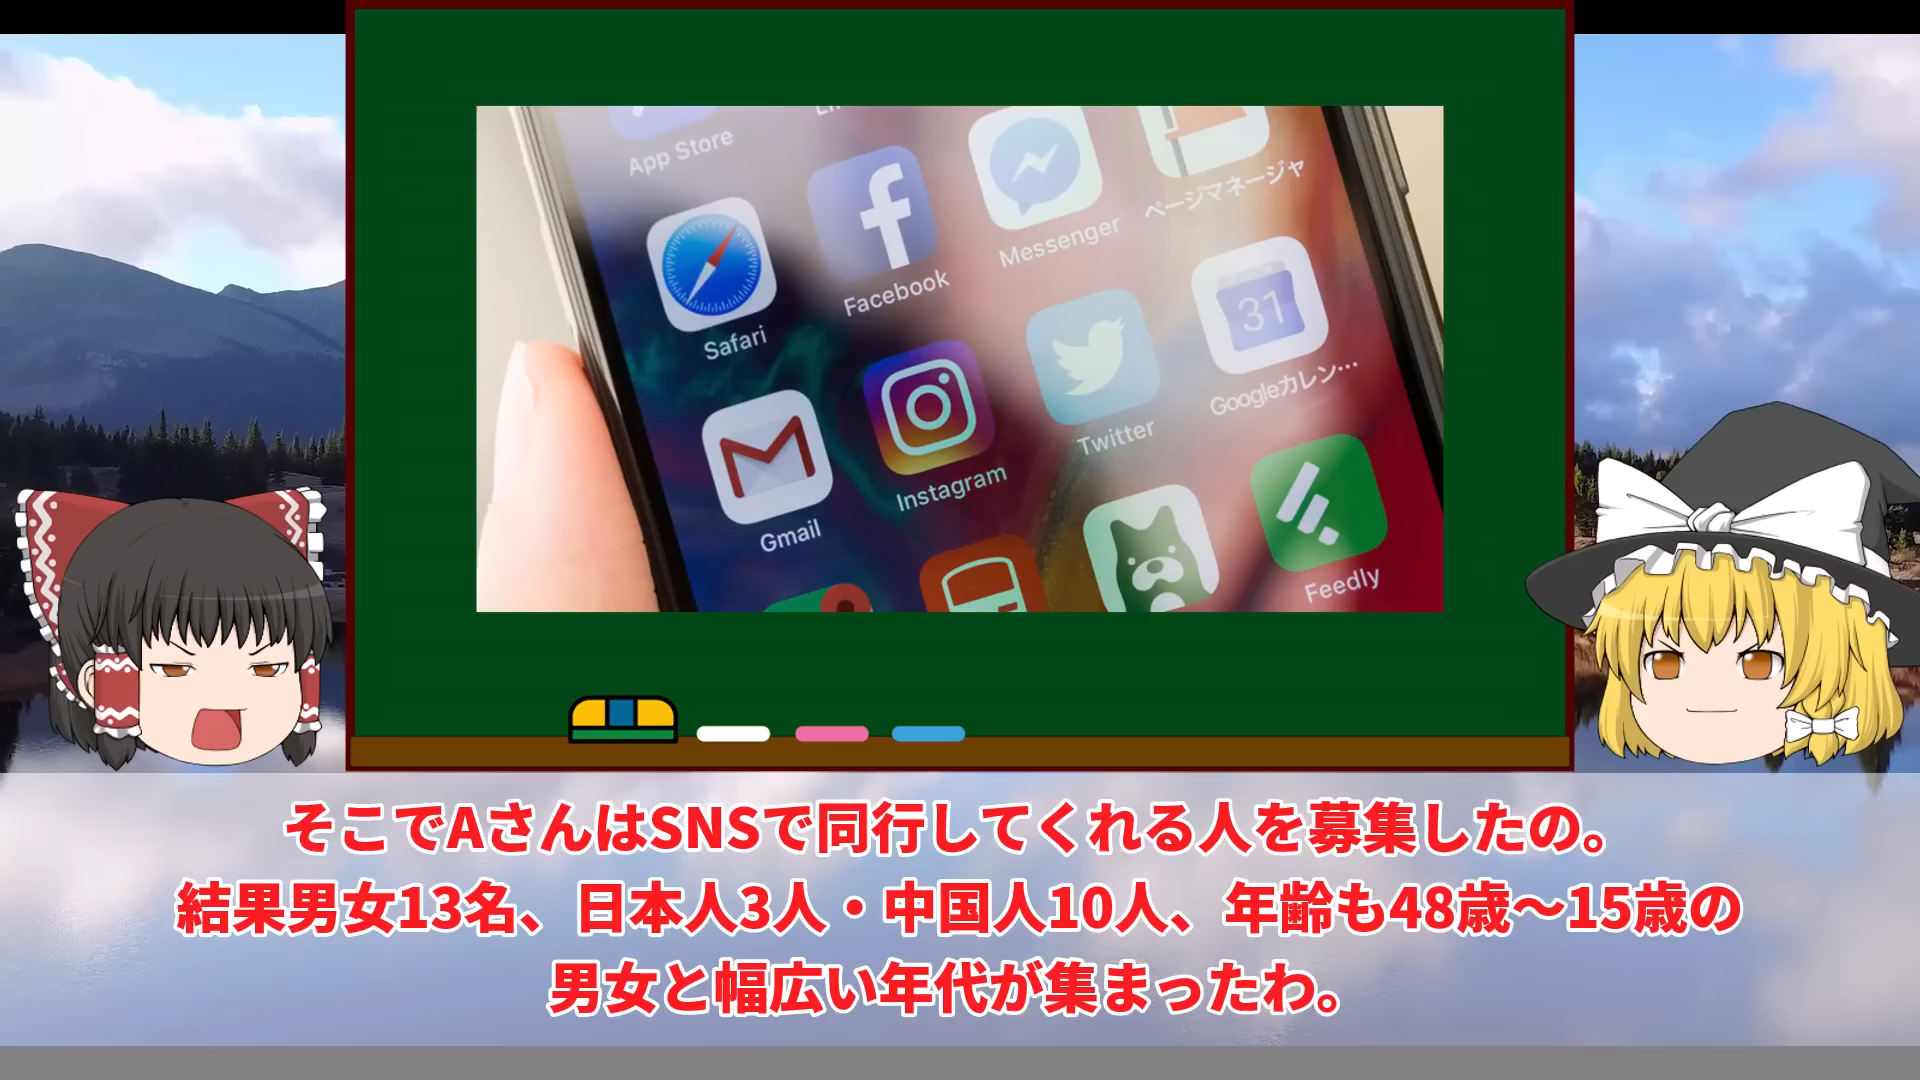 App Store
ページマネージャ
Messenger
Facebook
Safari
Googleカレン…
31
Twitter
Instagram
Gmail
Feedly
そこでAさんはSNSで同行してくれる人を募集したの。
結果男女13名、日本人3人・中国人10人、年齢も48歳～15歳の
男女と幅広い年代が集まったわ。